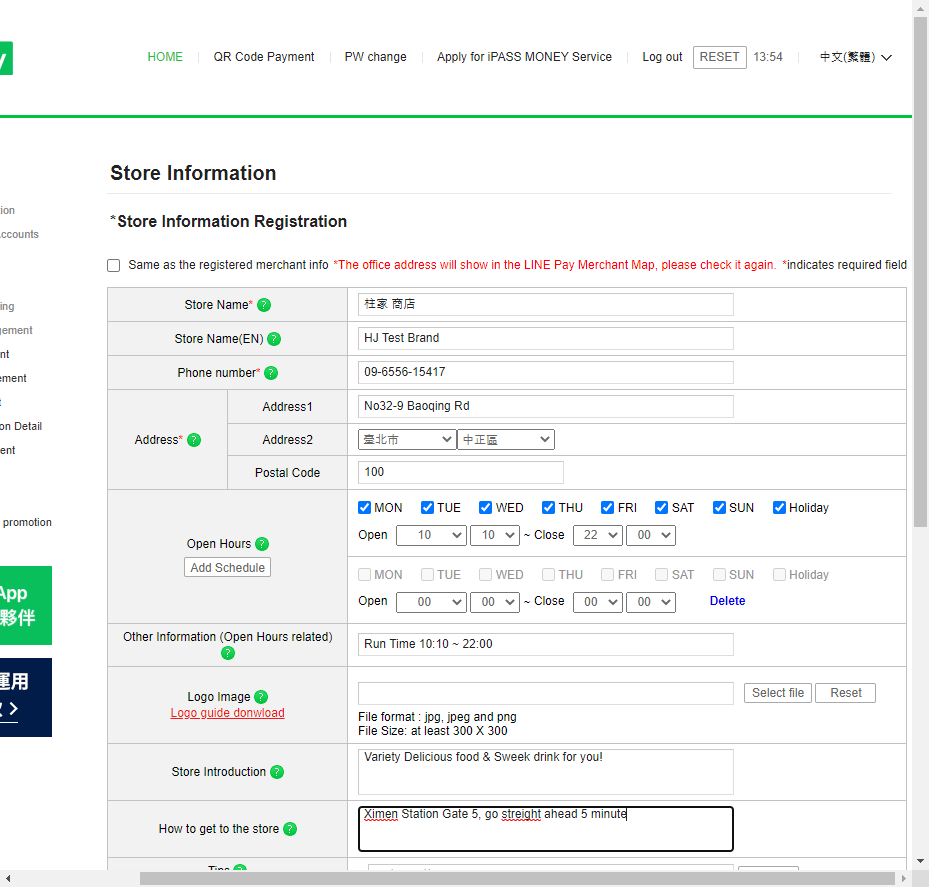 HOME QR Code Payment PW change Apply for iPASS MONEY Service Log out RESET 13:54 中文(繁體)
Store Information
*Store Information Registration
Same as the registered merchant info *The office address will show in the LINE Pay Merchant Map, please check it again. *indicates required field
Store Name* ? 柱家 商店
Store Name(EN) ? HJ Test Brand
Phone number* ? 09-6556-15417
Address* ?
Address1 No32-9 Baoqing Rd
Address2 臺北市 中正區
Postal Code 100
Open Hours ?
Add Schedule
MON TUE WED THU FRI SAT SUN Holiday
Open 10 10 ~ Close 22 00
MON TUE WED THU FRI SAT SUN Holiday
Open 00 00 ~ Close 00 00 Delete
Other Information (Open Hours related) ?
Run Time 10:10 ~ 22:00
Logo Image ?
Logo guide donwload
Select file Reset
File format : jpg, jpeg and png
File Size: at least 300 X 300
Store Introduction ? Variety Delicious food & Sweek drink for you!
How to get to the store ? Ximen Station Gate 5, go streight ahead 5 minute
Tips ?
ion
ccounts
ing
gement
nt
ement
t
on Detail
ent
promotion
App
夥伴
運用